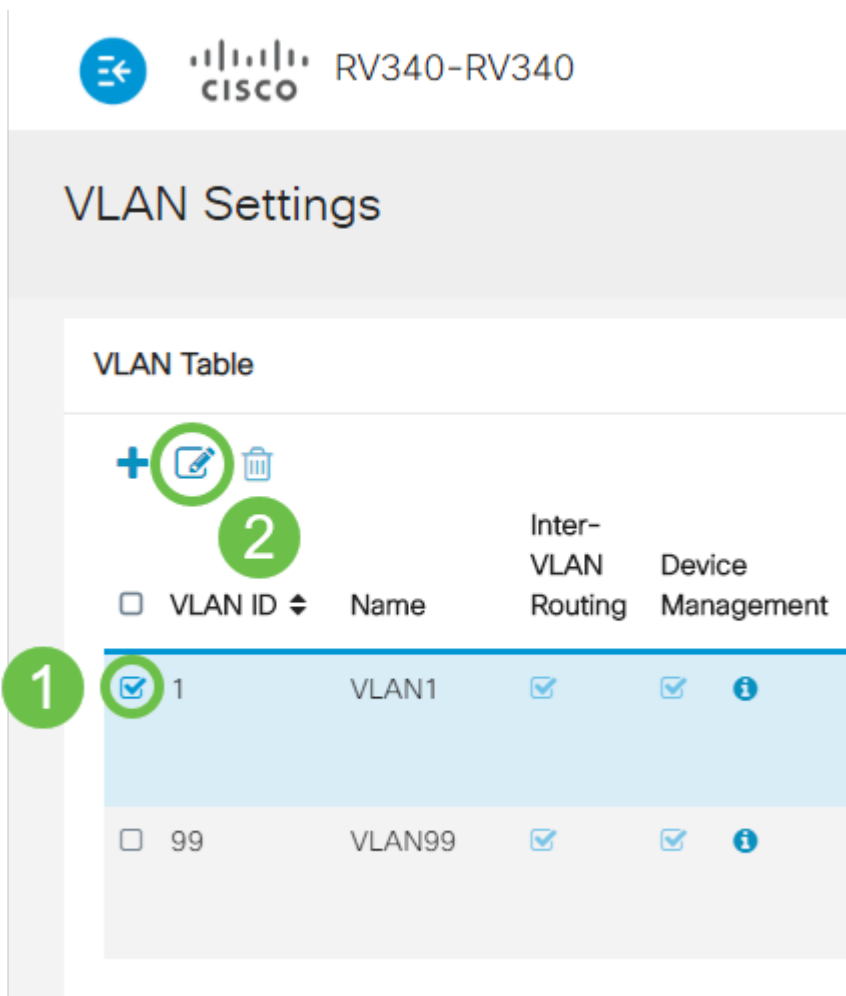 CISCO RV340-RV340
VLAN Settings
VLAN Table
2
Inter-
VLAN Device
VLAN ID Name Routing Management
1 1 VLAN1
99 VLAN99